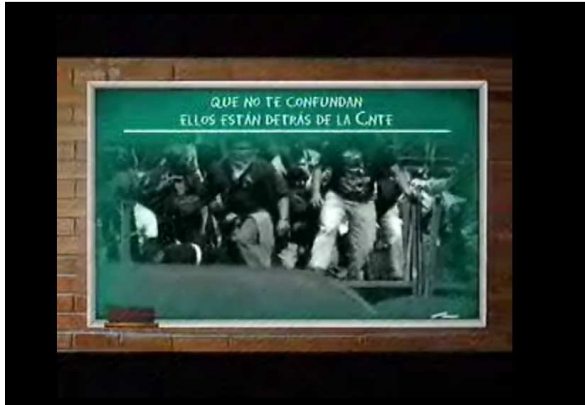 QUE NO TE CONFUNDAN
ELLOS ESTÁN DETRÁS DE LA CNTE